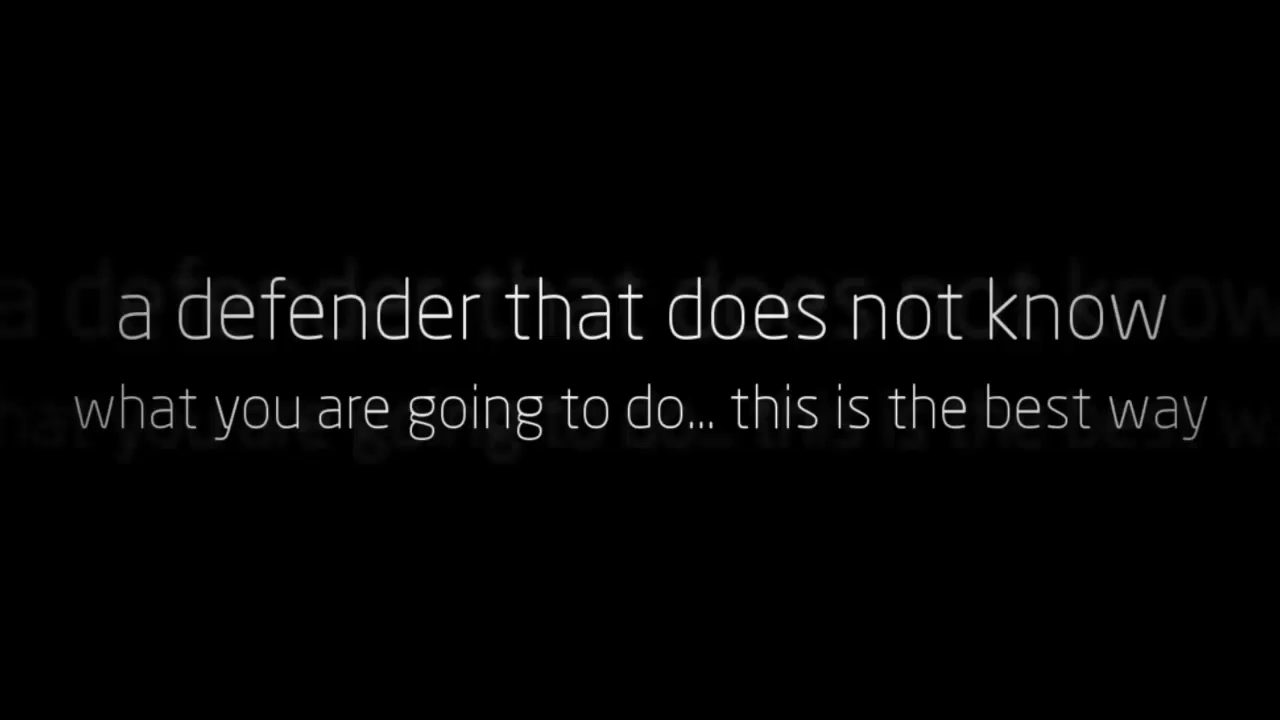 a defender that does not know
what you are going to do... this is the best way